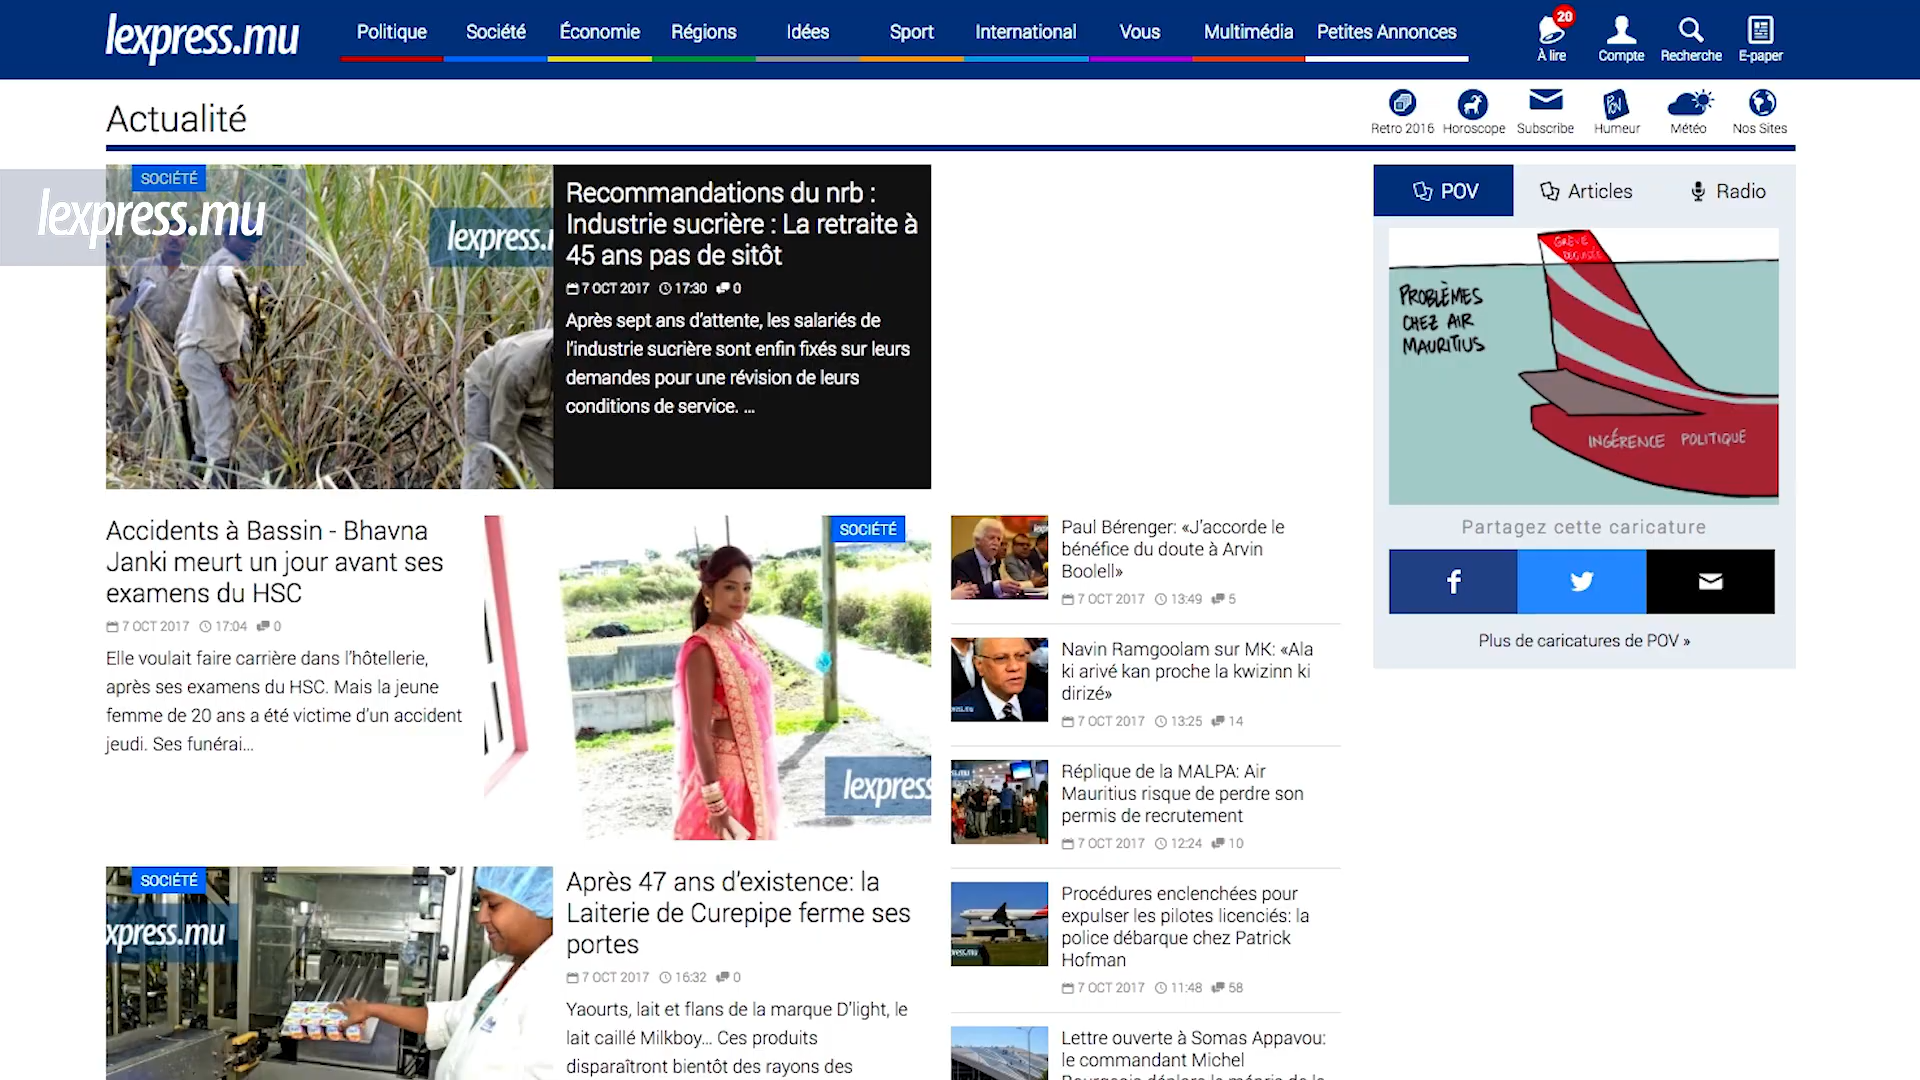 lexpress.mu
Politique
Société
Économie
Régions
Idées
Sport
International
Vous
Multimédia
Petites Annonces
20
À lire
Compte
Recherche
E-paper
Actualité
Retro 2016
Horoscope
Subscribe
Humeur
Météo
Nos Sites
SOCIÉTÉ
lexpress.mu
lexpress.
Recommandations du nrb :
Industrie sucrière : La retraite à
45 ans pas de sitôt
7 OCT 2017 17:30 0
Après sept ans d’attente, les salariés de
l’industrie sucrière sont enfin fixés sur leurs
demandes pour une révision de leurs
conditions de service. ...
POV
Articles
Radio
GRÈVE
DÉGUISÉE
PROBLÈMES
CHEZ AIR
MAURITIUS
INGÉRENCE POLITIQUE
Partagez cette caricature
Plus de caricatures de POV »
Accidents à Bassin - Bhavna
Janki meurt un jour avant ses
examens du HSC
7 OCT 2017 17:04 0
Elle voulait faire carrière dans l’hôtellerie,
après ses examens du HSC. Mais la jeune
femme de 20 ans a été victime d’un accident
jeudi. Ses funérai...
SOCIÉTÉ
lexpress
Paul Bérenger: «J’accorde le
bénéfice du doute à Arvin
Boolell»
7 OCT 2017 13:49 5
Navin Ramgoolam sur MK: «Ala
ki arivé kan proche la kwizinn ki
dirizé»
7 OCT 2017 13:25 14
Réplique de la MALPA: Air
Mauritius risque de perdre son
permis de recrutement
7 OCT 2017 12:24 10
Procédures enclenchées pour
expulser les pilotes licenciés: la
police débarque chez Patrick
Hofman
7 OCT 2017 11:48 58
Lettre ouverte à Somas Appavou:
le commandant Michel
SOCIÉTÉ
xpress.mu
Après 47 ans d’existence: la
Laiterie de Curepipe ferme ses
portes
7 OCT 2017 16:32 0
Yaourts, lait et flans de la marque D’light, le
lait caillé Milkboy... Ces produits
disparaîtront bientôt des rayons des